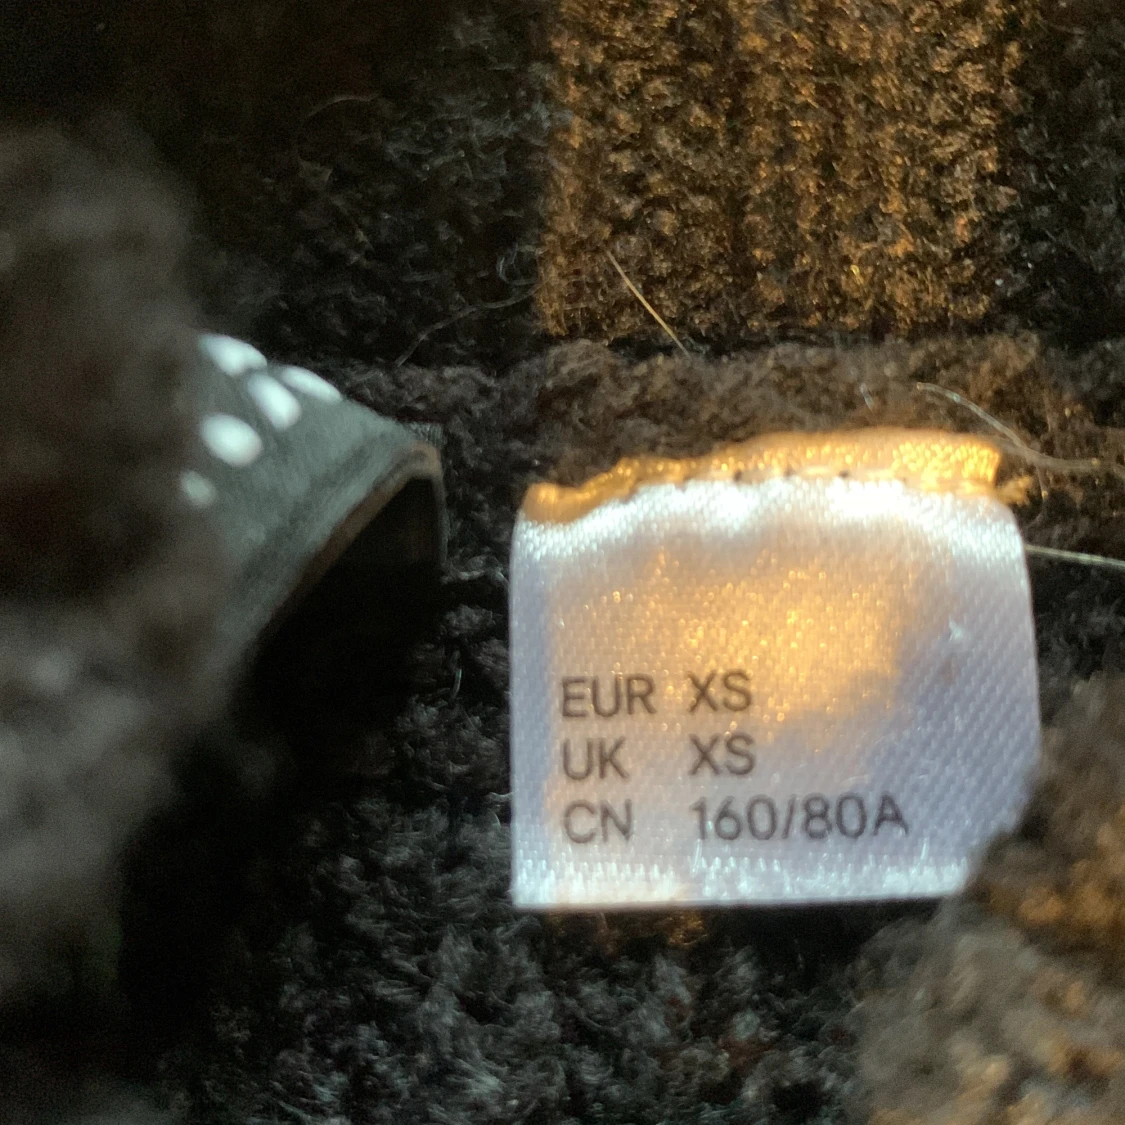 EUR XS
UK XS
CN 160/80A